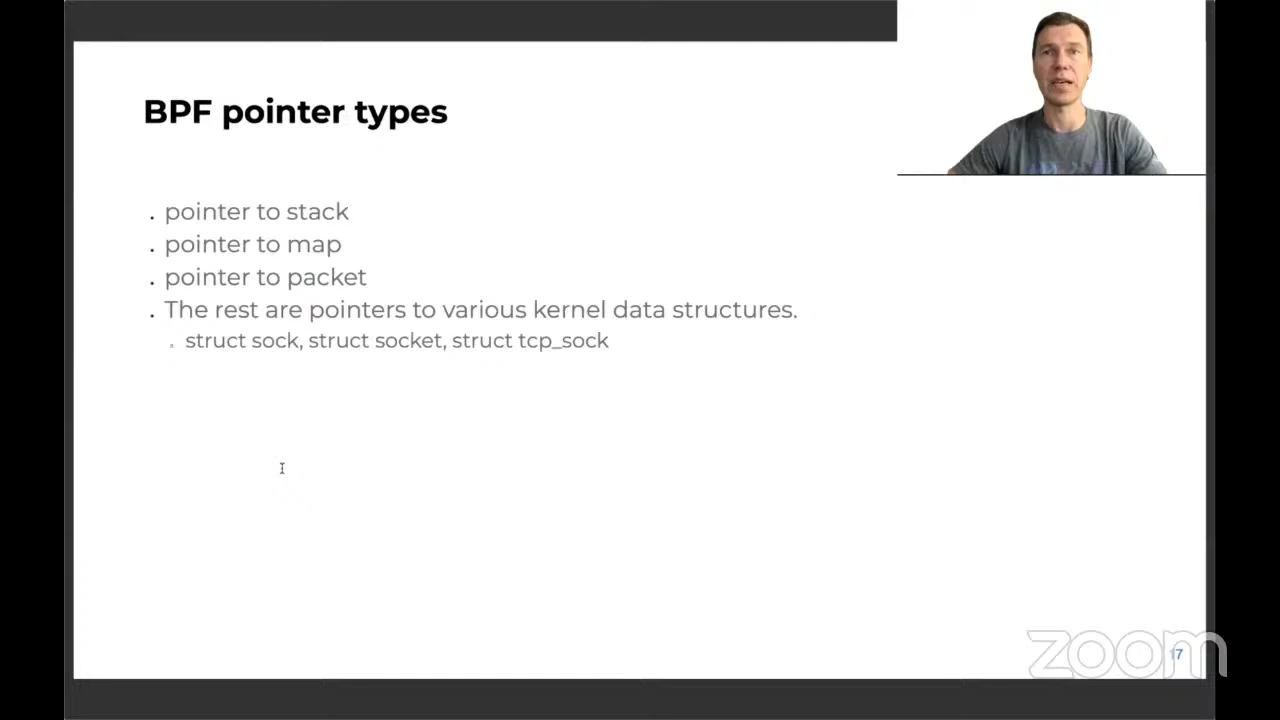 BPF pointer types
. pointer to stack
. pointer to map
. pointer to packet
. The rest are pointers to various kernel data structures.
struct sock, struct socket, struct tcp_sock
zoom
17